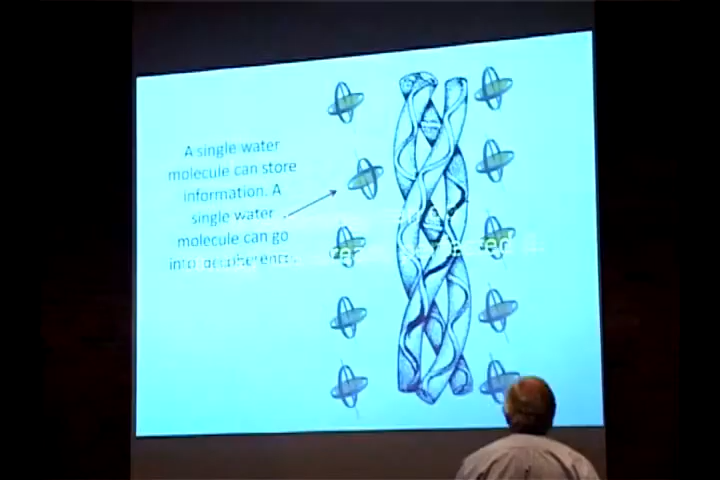 A single water
molecule can store
information. A
single water
molecule can go
into decoherence.